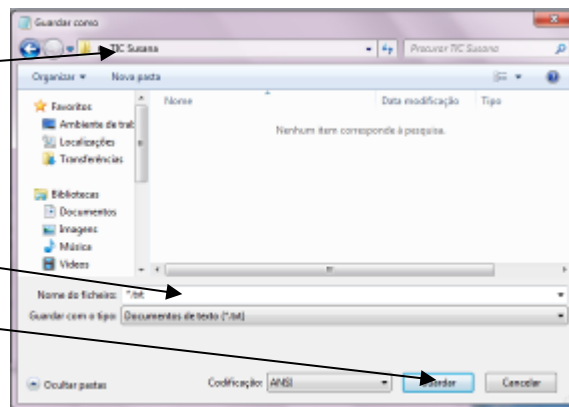 Guardar como
TIC Susana
Procurar TIC Susana
Organizar
Nova pasta
Nome
Data modificação
Tipo
Nenhum item corresponde à pesquisa.
Favoritos
Ambiente de trab
Localizações
Transferências
Bibliotecas
Documentos
Imagens
Música
Vídeos
Nome do ficheiro: *.txt
Guardar com o tipo: Documentos de texto (*.txt)
Ocultar pastas
Codificação: ANSI
Guardar
Cancelar